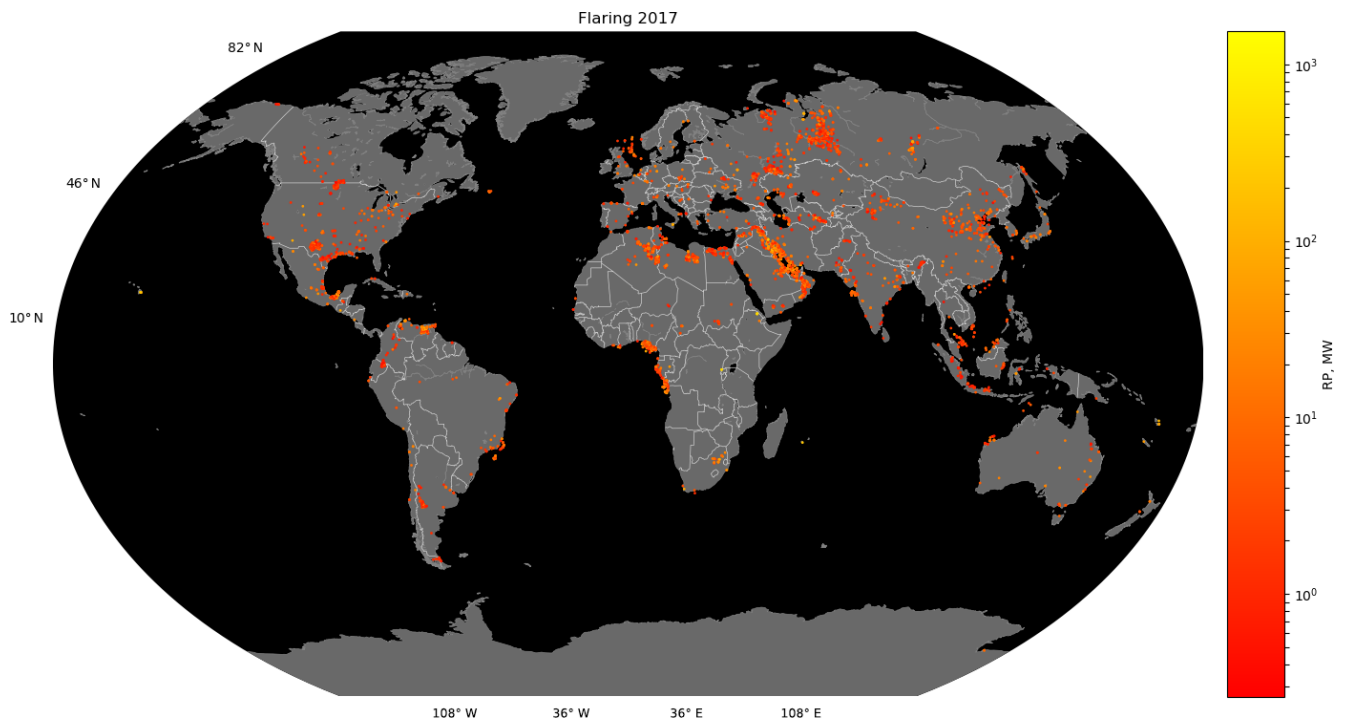 Flaring 2017
82° N
46° N
10° N
108° W
36° W
36° E
108° E
10³
10²
10¹
10⁰
RP, MW